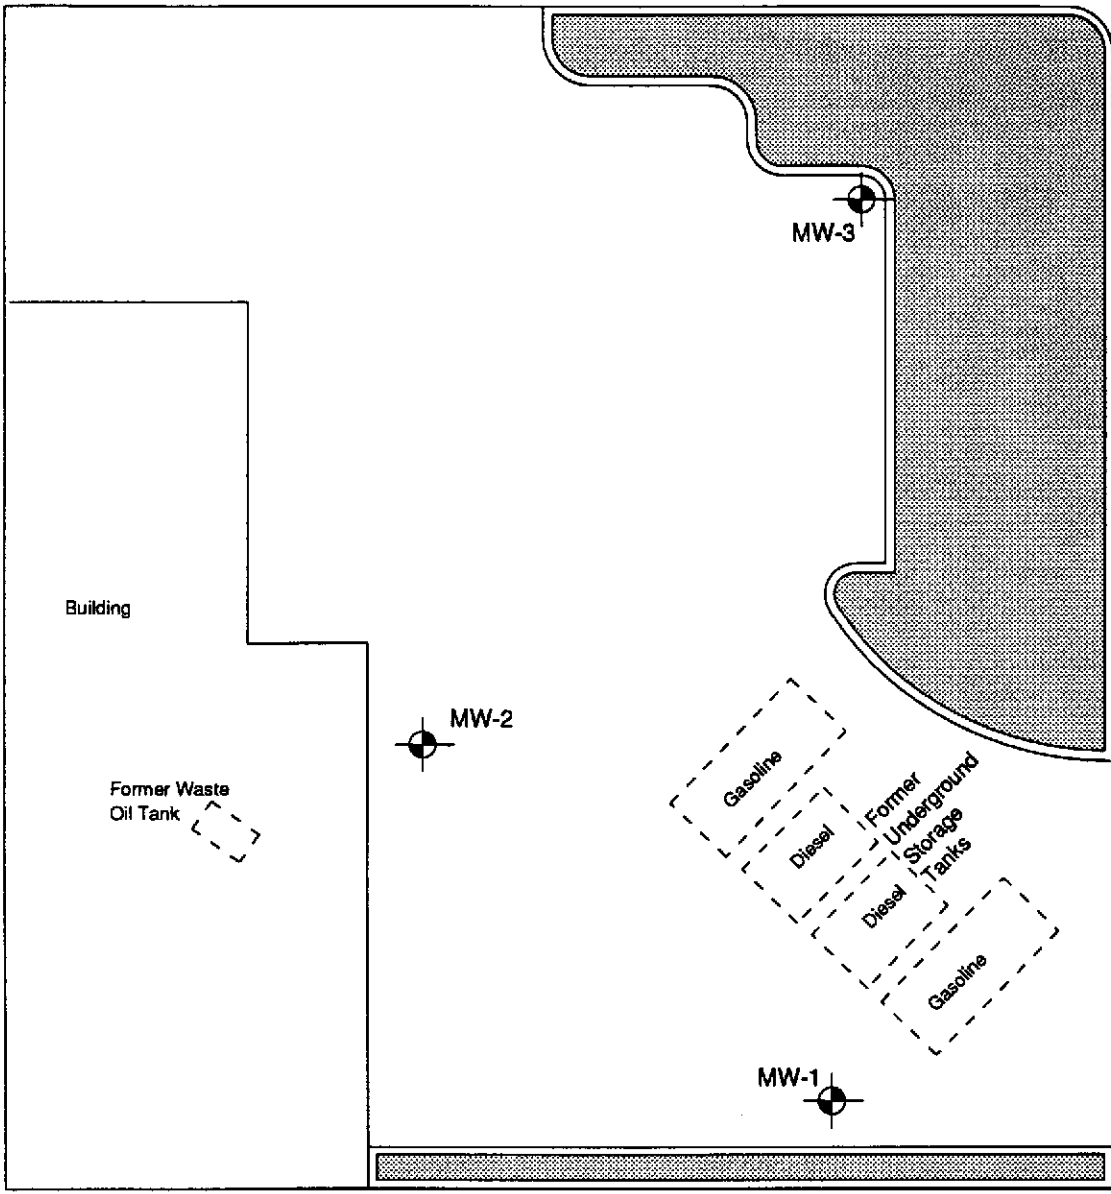 MW-3
Building
MW-2
Former Waste
Oil Tank
Gasoline
Diesel
Former
Underground
Storage
Tanks
Diesel
Gasoline
MW-1